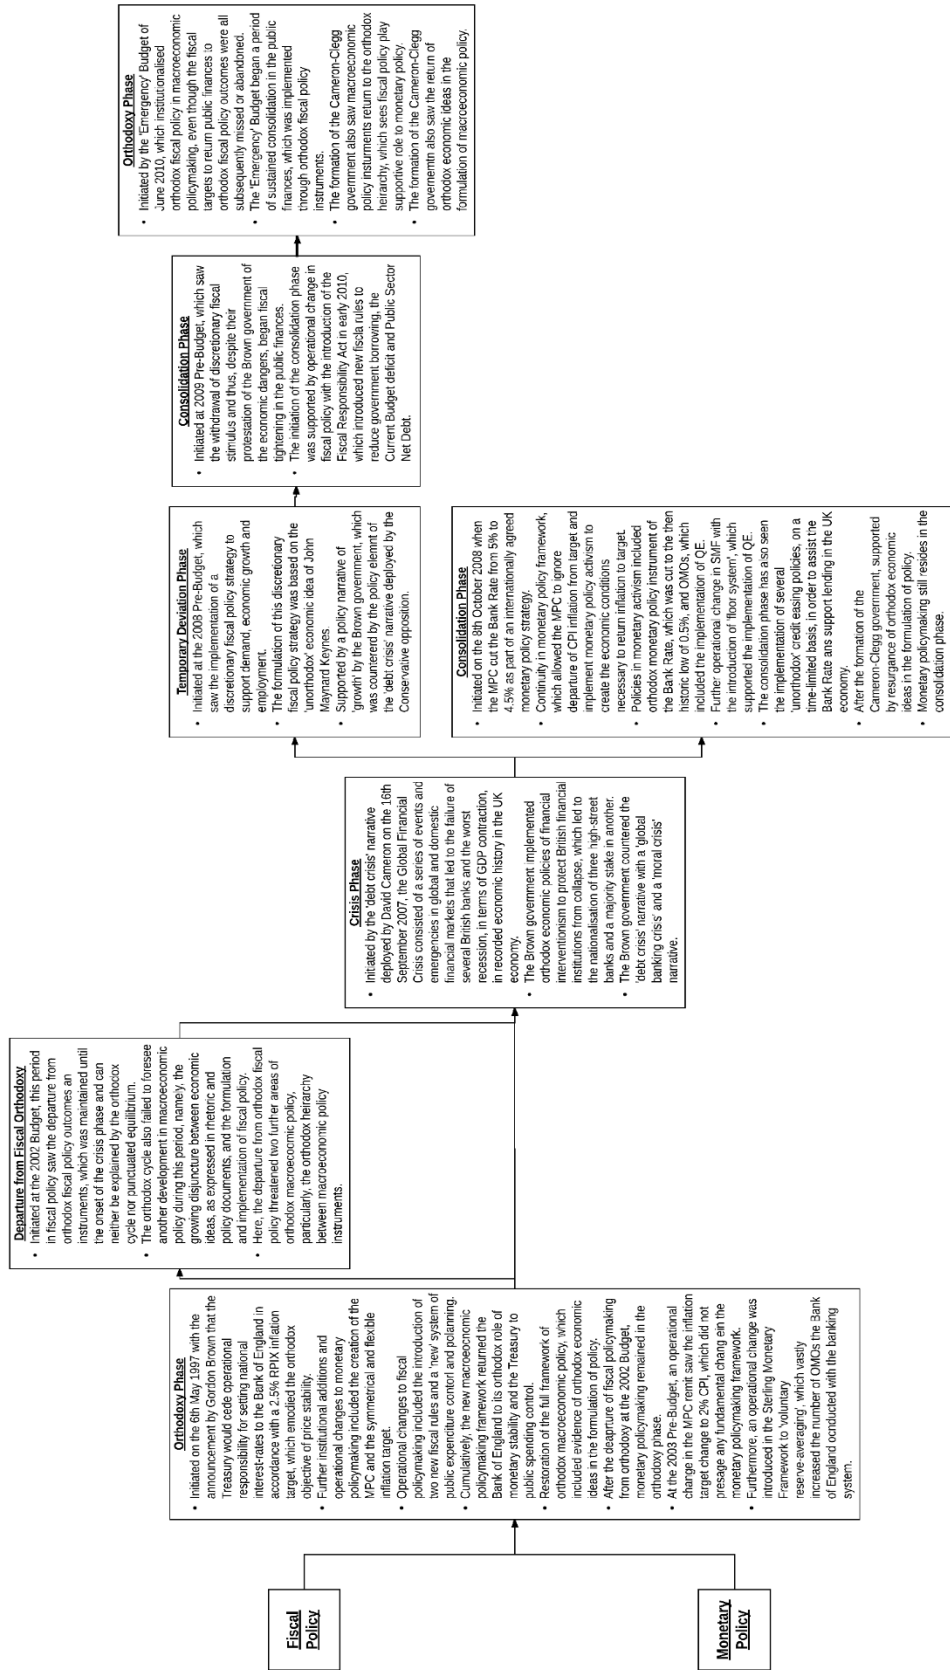 Fiscal
Policy
Monetary
Policy
Orthodoxy Phase
• Initiated on the 6th May 1997 with the
announcement by Gordon Brown that the
Treasury would cede operational
responsibility for setting national
interest-rates to the Bank of England in
accordance with a 2.5% RPIX inflation
target, which emodied the orthodox
objective of price stability.
• Further institutional additions and
operational changes to monetary
policymaking included the creation of the
MPC and the symmetrical and flexible
inflation target.
• Operational changes to fiscal
policymaking included the introduction of
two new fiscal rules and a 'new' system of
public expenditure contorl and planning.
• Cumulatively, the new macroeconomic
policymaking framework returned the
Bank of England to its orthodox role of
monetary stability and the Treasury to
public spending control.
• Restoration of the full framework of
orthodox macroeconomic policy, which
included evidence of orthodox economic
ideas in the formulation of policy.
• After the deaprture of fiscal policymaking
from orthodoxy at the 2002 Budget,
monetary policymaking remained in the
orthodoxy phase.
• At the 2003 Pre-Budget, an operational
change in the MPC remit saw the inflation
target change to 2% CPI, which did not
presage any fundamental chang ein the
monetary policymaking framework.
• Furthermore, an operational change was
introduced in the Sterling Monetary
Framework to 'voluntary
reserve-averaging', which vastly
increased the number of OMOs the Bank
of England ocnducted with the banking
system.
Departure from Fiscal Orthodoxy
• Initiated at the 2002 Budget, this period
in fiscal policy saw the departure from
orthodox fiscal policy outcomes an
instruments, which was maintained until
the onset of the crisis phase and can
neither be explained by the orthodox
cycle nor punctuated equilibrium.
• The orthodox cycle also failed to foresee
another development in macroeconomic
policy during this period, namely, the
growing disjuncture between economic
ideas, as expressed in rhetoric and
policy documents, and the formulation
and implementation of fiscal policy.
• Here, the departure from orthodox fiscal
policy threatened two further areas of
orthodox macroecomic policy,
particularly, the orthodox heirarchy
between macroeconomic policy
instruments.
Crisis Phase
• Initiated by the 'debt crisis' narrative
deployed by David Cameron on the 16th
September 2007, the Global Financial
Crisis consisted of a series of events and
emergencies in global and domestic
financial markets that led to the failure of
several British banks and the worst
recession, in terms of GDP contraction,
in recorded economic history in the UK
economy.
• The Brown government implemented
orthodox economic policies of financial
interventionism to protect British financial
institutions from collapse, which led to
the nationalisation of three high-street
banks and a majority stake in another.
• The Brown government countered the
'debt crisis' narrative with a 'global
banking crisis' and a 'moral crisis'
narrative.
Temporary Deviation Phase
• Initiated at the 2008 Pre-Budget, which
saw the implementation of a
discretionary fiscal policy strategy to
support demand, economic growth and
employment.
• The formulation of this discretionary
fiscal policy strategy was based on the
'unorthodox' economic idea of John
Maynard Keynes.
• Supported by a policy narrative of
'growth' by the Brown government, which
was countered by the policy elemnt of
the 'debt crisis' narrative deployed by the
Conservative opposition.
Consolidation Phase
• Initiated on the 8th October 2008 when
the MPC cut the Bank Rate from 5% to
4.5% as part of an internationally agreed
monetary policy strategy.
• Continuity in monetary policy framework,
which allowed the MPC to ignore
departure of CPI inflation from target and
implement monetary policy activism to
create the economic conditions
necessary to return inflation to target.
• Policies in monetary activism included
orthodox monetary policy instrument of
the Bank Rate, which was cut to the then
historic low of 0.5%, and OMOs, which
included the implementation of QE.
• Further operational change in SMF with
the introduction of 'floor system', which
supported the implementation of QE.
• The consolidation phase has also seen
the implementation of several
'unorthodox' credit easing policies, on a
time-limited basis, in order to assist the
Bank Rate ans support lending in the UK
economy.
• After the formation of the
Cameron-Clegg government, supported
by resurgance of orthodox economic
ideas in the formulation of policy.
• Monetary policymaking still resides in the
consolidation phase.
Consolidation Phase
• Initiated at 2009 Pre-Budget, which saw
the withdrawal of discretionary fiscal
stimulus and thus, despite their
protestation of the Brown government of
the economic dangers, began fiscal
tightening in the public finances.
• The initiation of the consolidation phase
was supported by operational change in
fiscal policy with the introduction of the
Fiscal Responsibility Act in early 2010,
which introduced new fiscla rules to
reduce government borrowing, the
Current Budget deficit and Public Sector
Net Debt.
Orthodoxy Phase
• Initiated by the 'Emergency' Budget of
June 2010, which institutionalised
orthodox fiscal policy in macroeconomic
policymaking, even though the fiscal
targets to return public finances to
orthodox fiscal policy outcomes were all
subsequently missed or abandoned.
• The 'Emergency' Budget began a period
of sustained consolidation in the public
finances, which was implemented
through orthodox fiscal policy
instruments.
• The formation of the Cameron-Clegg
government also saw macroeconomic
policy insturments return to the orthodox
heirarchy, which sees fiscal policy play
supportive role to monetary policy.
• The formation of the Cameron-Clegg
governemtn also saw the return of
orthodox economic ideas in the
formulation of macroeconomic policy.